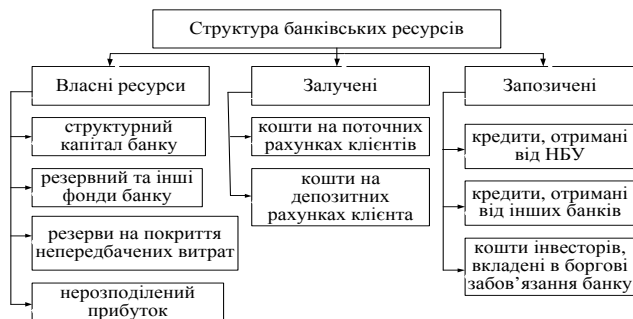 Структура банківських ресурсів
Власні ресурси
структурний
капітал банку
резервний та інші
фонди банку
резерви на покриття
непередбачених витрат
нерозподілений
прибуток
Залучені
кошти на поточних
рахунках клієнтів
кошти на
депозитних
рахунках клієнта
Запозичені
кредити, отримані
від НБУ
кредити, отримані
від інших банків
кошти інвесторів,
вкладені в боргові
забов’язання банку